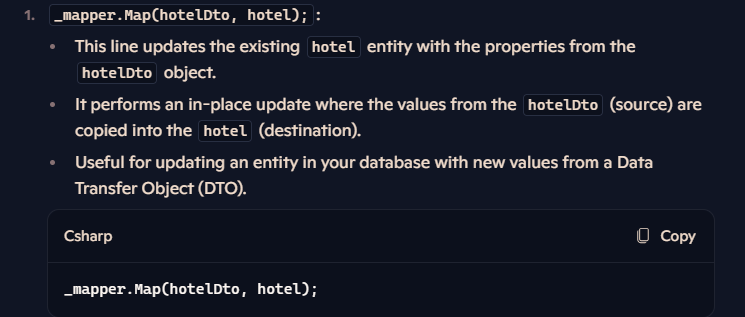 1. _mapper.Map(hotelDto, hotel); :
• This line updates the existing hotel entity with the properties from the
hotelDto object.
• It performs an in-place update where the values from the hotelDto (source) are
copied into the hotel (destination).
• Useful for updating an entity in your database with new values from a Data
Transfer Object (DTO).
Csharp Copy
_mapper.Map(hotelDto, hotel);